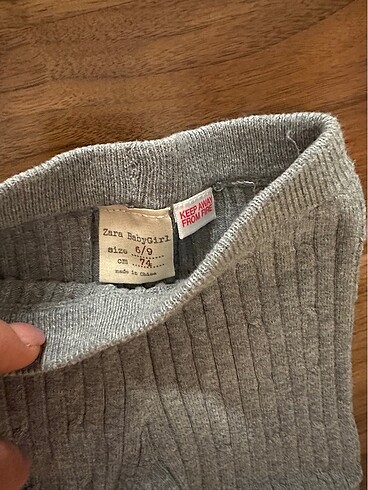 Zara BabyGirl
size 6/9
cm 74
made in China
KEEP AWAY
FROM FIRE